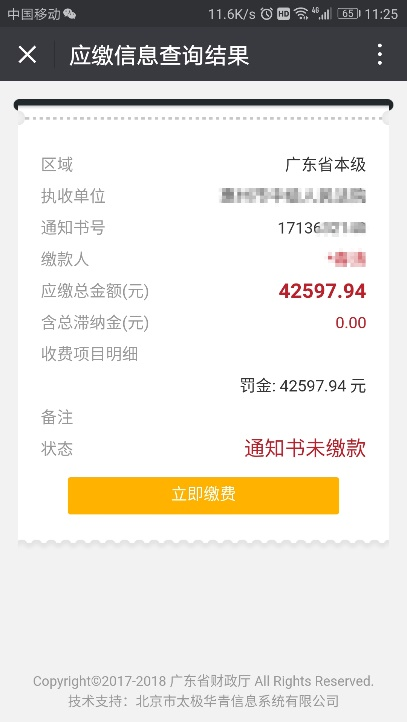 中国移动 11.6K/s HD 4G 65 11:25
应缴信息查询结果
区域 广东省本级
执收单位
通知书号 17136
缴款人
应缴总金额(元) 42597.94
含总滞纳金(元) 0.00
收费项目明细
罚金: 42597.94 元
备注
状态 通知书未缴款
立即缴费
Copyright©2017-2018 广东省财政厅 All Rights Reserved.
技术支持：北京市太极华青信息系统有限公司